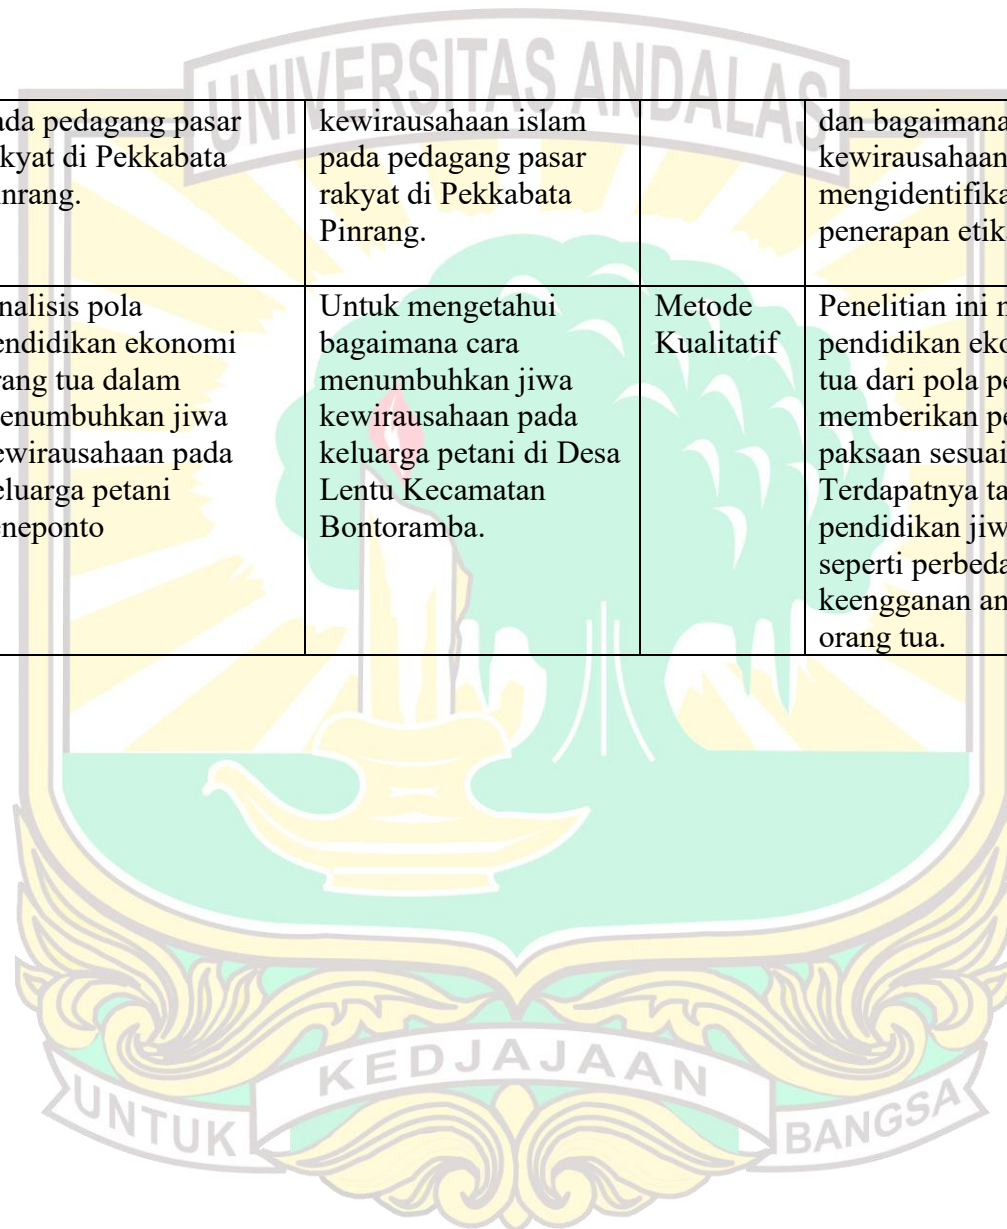 UNIVERSITAS ANDALAS
ada pedagang pasar
kyat di Pekkabata
nrang.
kewirausahaan islam
pada pedagang pasar
rakyat di Pekkabata
Pinrang.
dan bagaimana
kewirausahaan
mengidentifika
penerapan etik
nalisis pola
endidikan ekonomi
rang tua dalam
enumbuhkan jiwa
ewirausahaan pada
eluarga petani
eneponto
Untuk mengetahui
bagaimana cara
menumbuhkan jiwa
kewirausahaan pada
keluarga petani di Desa
Lentu Kecamatan
Bontoramba.
Metode
Kualitatif
Penelitian ini
pendidikan eko
tua dari pola pe
memberikan pe
paksaan sesuai
Terdapatnya ta
pendidikan jiw
seperti perbeda
keengganan an
orang tua.
UNTUK KEDJAJAAN BANGSA